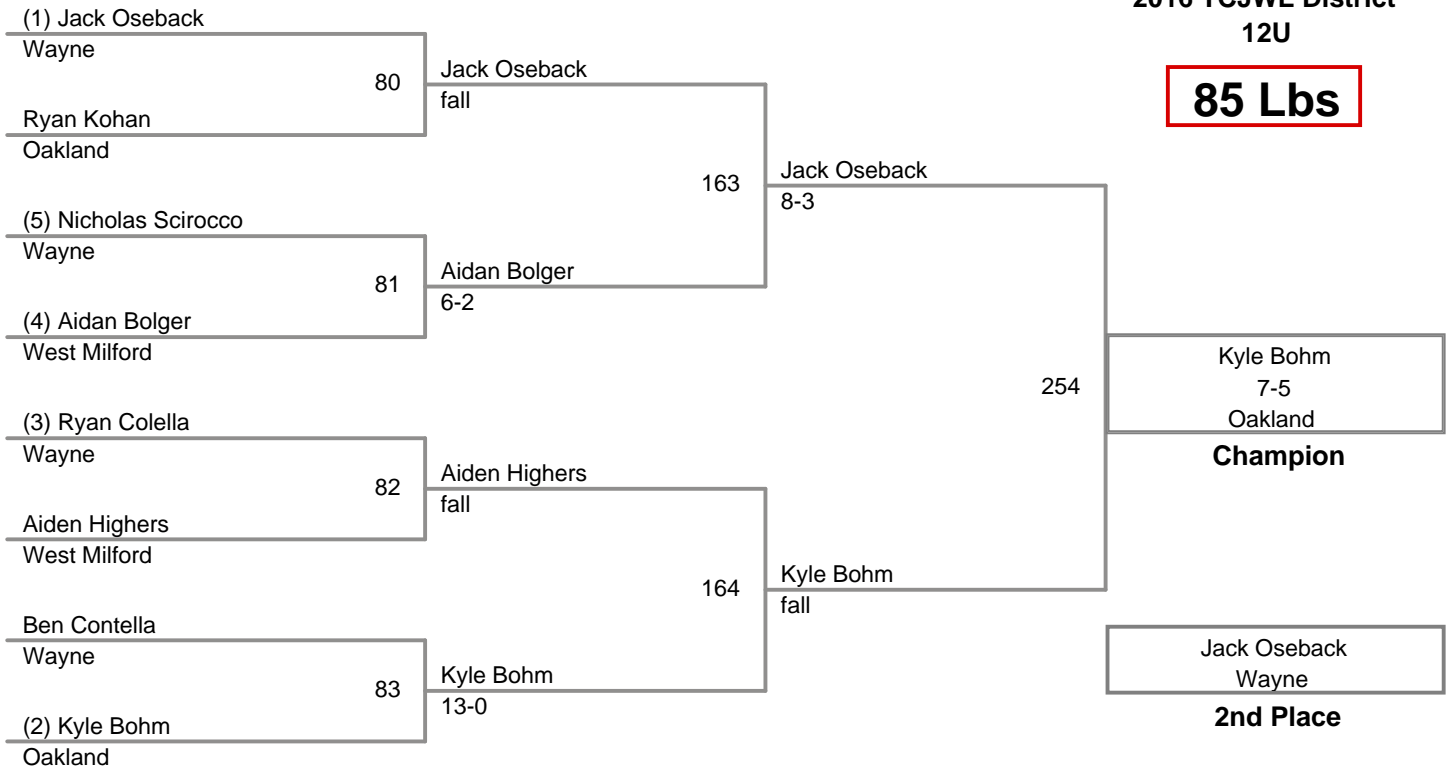 2016 TCJWL District
12U
85 Lbs
(1) Jack Oseback
Wayne
80
Ryan Kohan
Oakland
(5) Nicholas Scirocco
Wayne
81
(4) Aidan Bolger
West Milford
(3) Ryan Colella
Wayne
82
Aiden Highers
West Milford
Ben Contella
Wayne
83
(2) Kyle Bohm
Oakland
Jack Oseback
fall
163
Aidan Bolger
6-2
Aiden Highers
fall
164
Kyle Bohm
13-0
Jack Oseback
8-3
254
Kyle Bohm
fall
Kyle Bohm
7-5
Oakland
Champion
Jack Oseback
Wayne
2nd Place